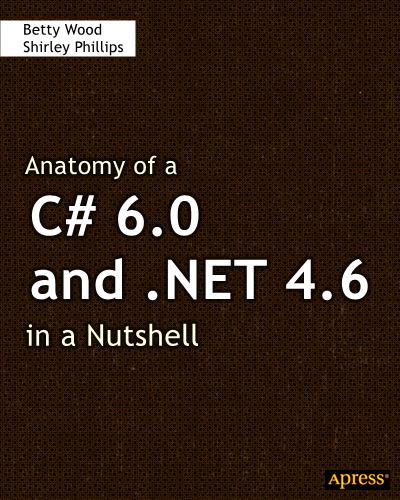 Betty Wood
Shirley Phillips
Anatomy of a
C# 6.0
and .NET 4.6
in a Nutshell
Apress®